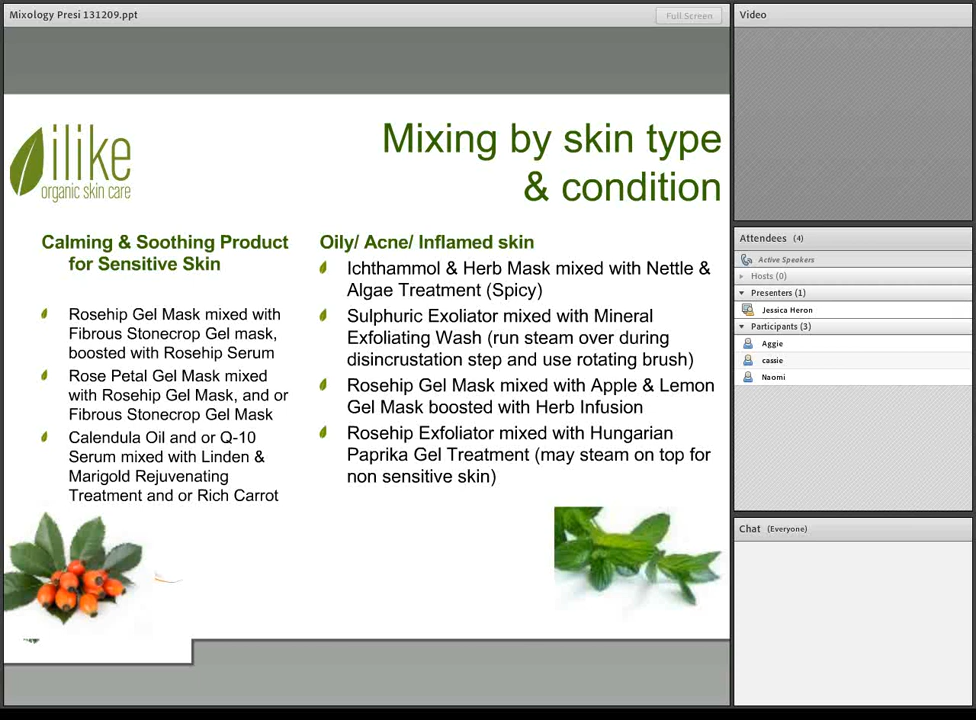 Mixology Presi 131209.ppt
Full Screen
ilike
organic skin care
Mixing by skin type
& condition
Calming & Soothing Product
for Sensitive Skin
Rosehip Gel Mask mixed with
Fibrous Stonecrop Gel mask,
boosted with Rosehip Serum
Rose Petal Gel Mask mixed
with Rosehip Gel Mask, and or
Fibrous Stonecrop Gel Mask
Calendula Oil and or Q-10
Serum mixed with Linden &
Marigold Rejuvenating
Treatment and or Rich Carrot
Oily/ Acne/ Inflamed skin
Ichthammol & Herb Mask mixed with Nettle &
Algae Treatment (Spicy)
Sulphuric Exoliator mixed with Mineral
Exfoliating Wash (run steam over during
disincrustation step and use rotating brush)
Rosehip Gel Mask mixed with Apple & Lemon
Gel Mask boosted with Herb Infusion
Rosehip Exfoliator mixed with Hungarian
Paprika Gel Treatment (may steam on top for
non sensitive skin)
Video
Attendees (4)
Active Speakers
Hosts (0)
Presenters (1)
Jessica Heron
Participants (3)
Aggie
cassie
Naomi
Chat (Everyone)